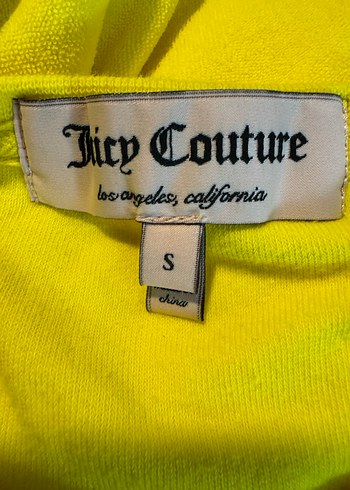 Juicy Couture
los angeles, california
S
china